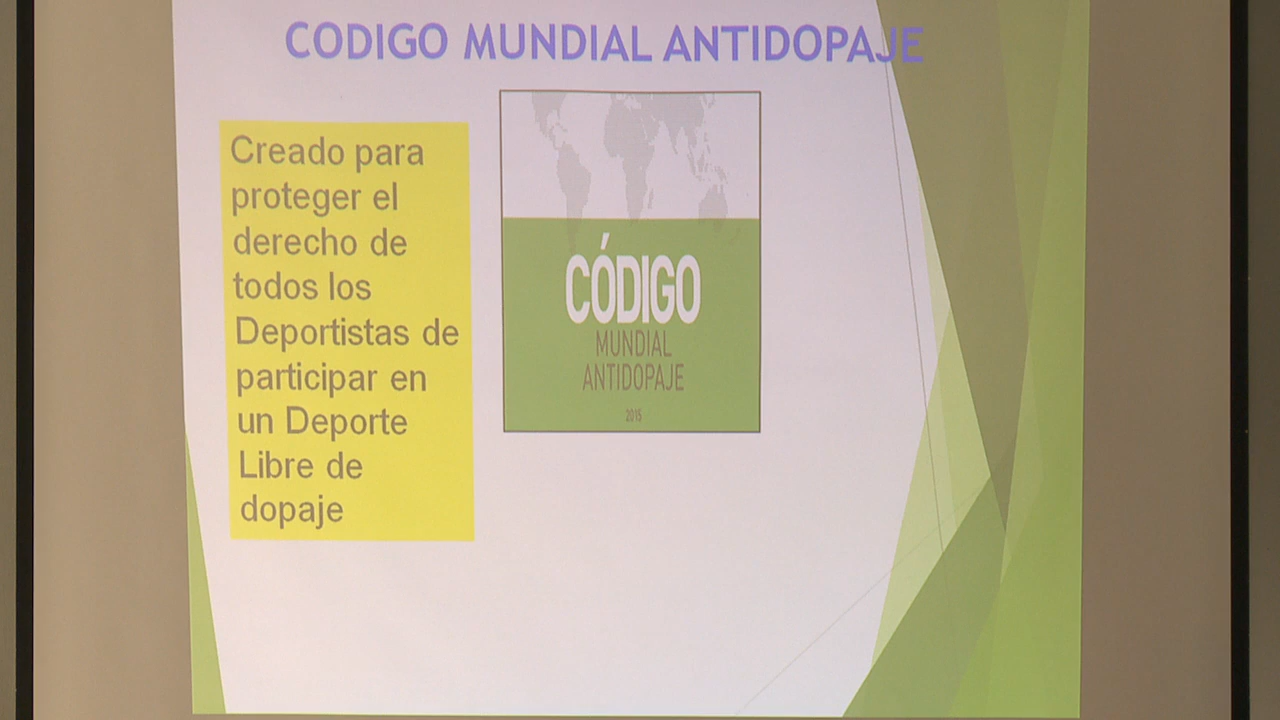 CODIGO MUNDIAL ANTIDOPAJE
Creado para
proteger el
derecho de
todos los
Deportistas de
participar en
un Deporte
Libre de
dopaje
CÓDIGO
MUNDIAL
ANTIDOPAJE
2015